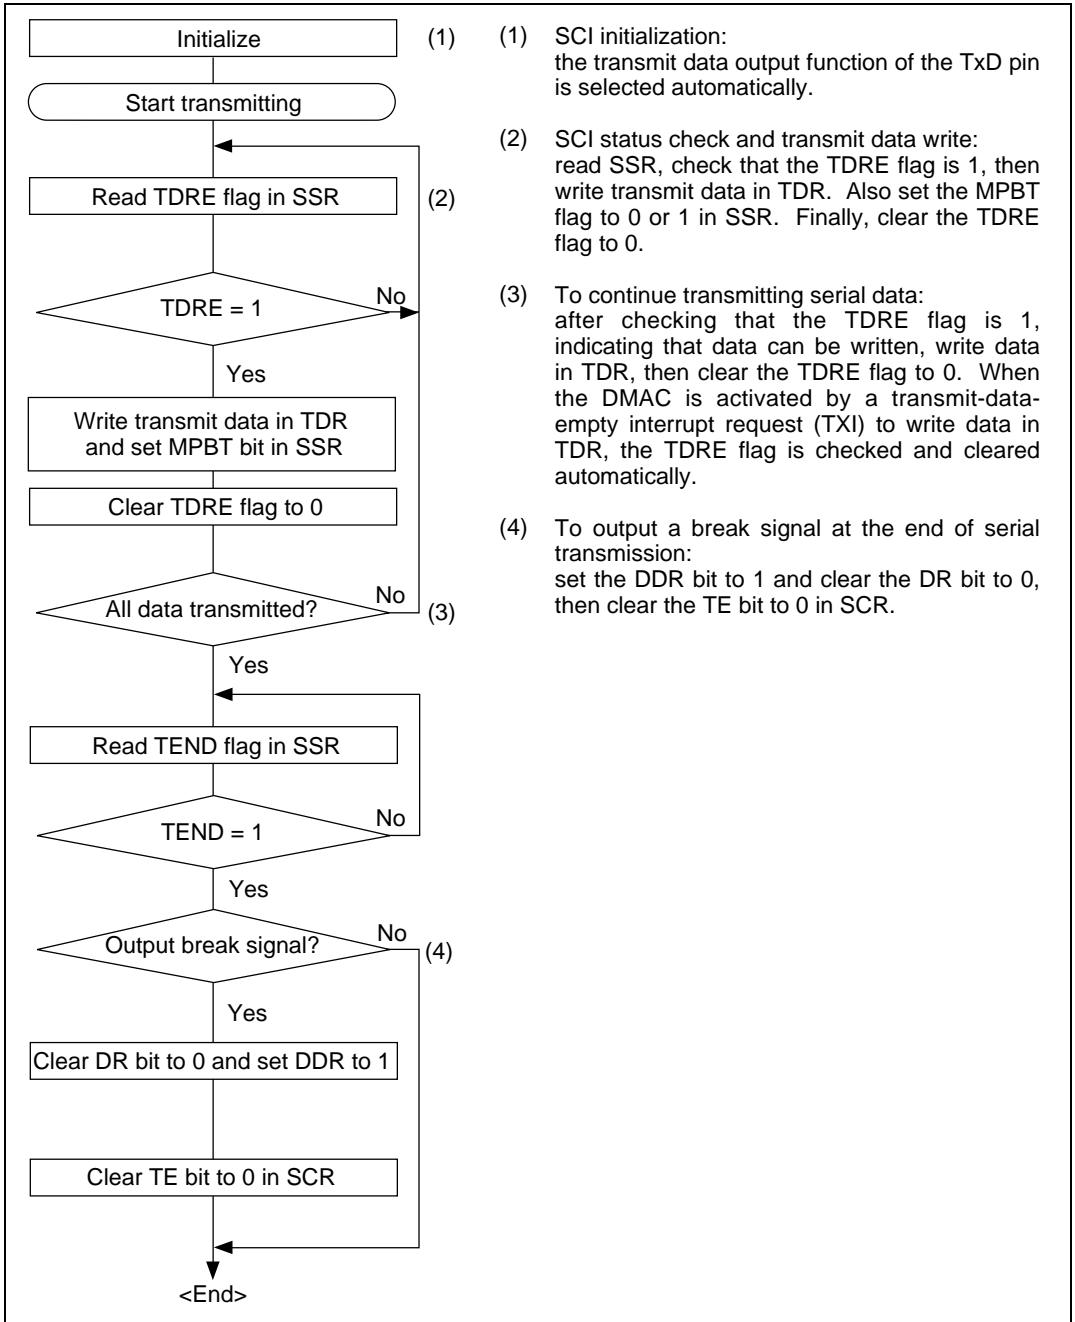 Initialize
(1)
Start transmitting
Read TDRE flag in SSR
(2)
TDRE = 1
No
Yes
Write transmit data in TDR
and set MPBT bit in SSR
Clear TDRE flag to 0
All data transmitted?
No
(3)
Yes
Read TEND flag in SSR
TEND = 1
No
Yes
Output break signal?
No
(4)
Yes
Clear DR bit to 0 and set DDR to 1
Clear TE bit to 0 in SCR
<End>
(1) SCI initialization:
the transmit data output function of the TxD pin
is selected automatically.
(2) SCI status check and transmit data write:
read SSR, check that the TDRE flag is 1, then
write transmit data in TDR. Also set the MPBT
flag to 0 or 1 in SSR. Finally, clear the TDRE
flag to 0.
(3) To continue transmitting serial data:
after checking that the TDRE flag is 1,
indicating that data can be written, write data
in TDR, then clear the TDRE flag to 0. When
the DMAC is activated by a transmit-data-
empty interrupt request (TXI) to write data in
TDR, the TDRE flag is checked and cleared
automatically.
(4) To output a break signal at the end of serial
transmission:
set the DDR bit to 1 and clear the DR bit to 0,
then clear the TE bit to 0 in SCR.